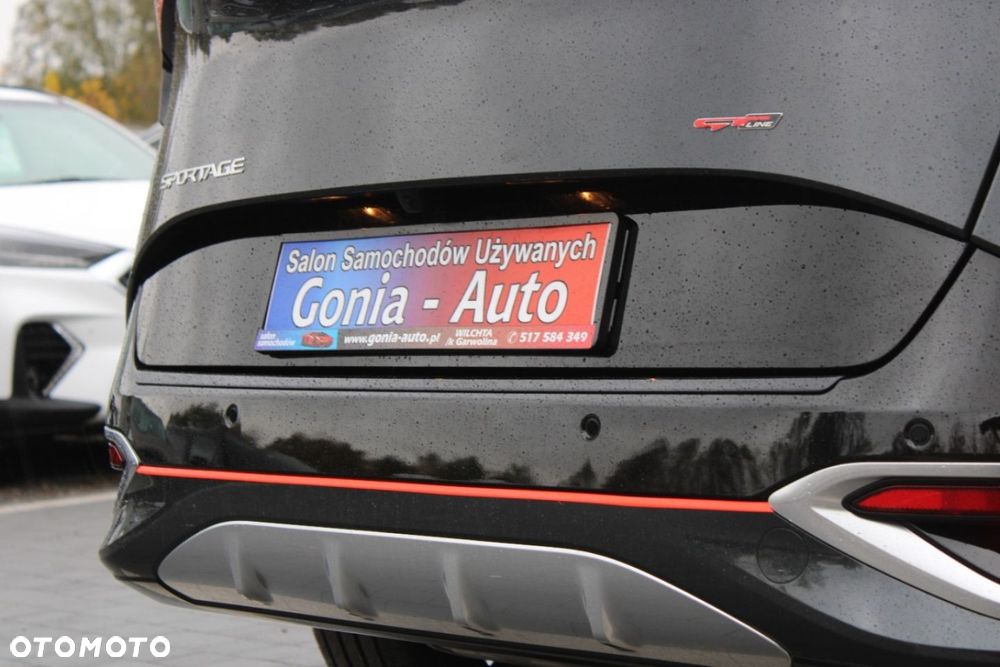 GT LINE
SPORTAGE
Salon Samochodów Używanych
Gonia - Auto
salon
samochodów
www.gonia-auto.pl
WILCHTA
/k Garwolina
517 584 349
OTOMOTO